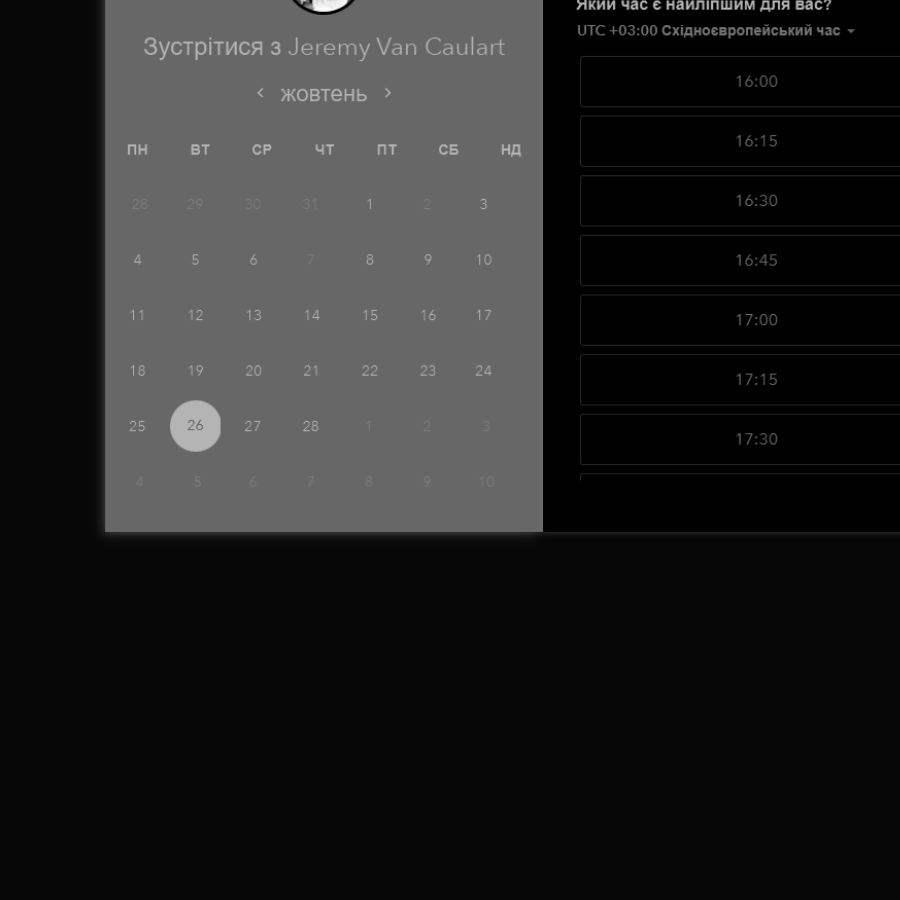 Зустрітися з Jeremy Van Caulart
жовтень
ПН ВТ СР ЧТ ПТ СБ НД
28 29 30 31 1 2 3
4 5 6 7 8 9 10
11 12 13 14 15 16 17
18 19 20 21 22 23 24
25 26 27 28 1 2 3
4 5 6 7 8 9 10
Який час є найліпшим для вас?
UTC +03:00 Східноєвропейський час
16:00
16:15
16:30
16:45
17:00
17:15
17:30